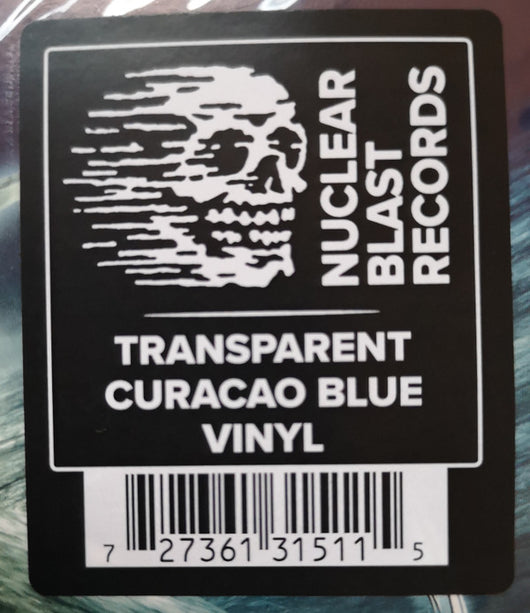 NUCLEAR
BLAST
RECORDS
TRANSPARENT
CURACAO BLUE
VINYL
7 27361 31511 5